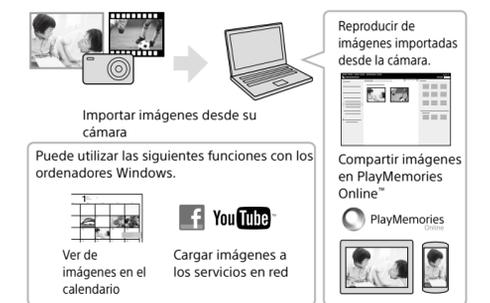 Importar imágenes desde su
cámara
Reproducir de
imágenes importadas
desde la cámara.
Compartir imágenes
en PlayMemories
Online™
PlayMemories
Online
Puede utilizar las siguientes funciones con los
ordenadores Windows.
1
Ver de
imágenes en el
calendario
f
YouTube
Cargar imágenes a
los servicios en red